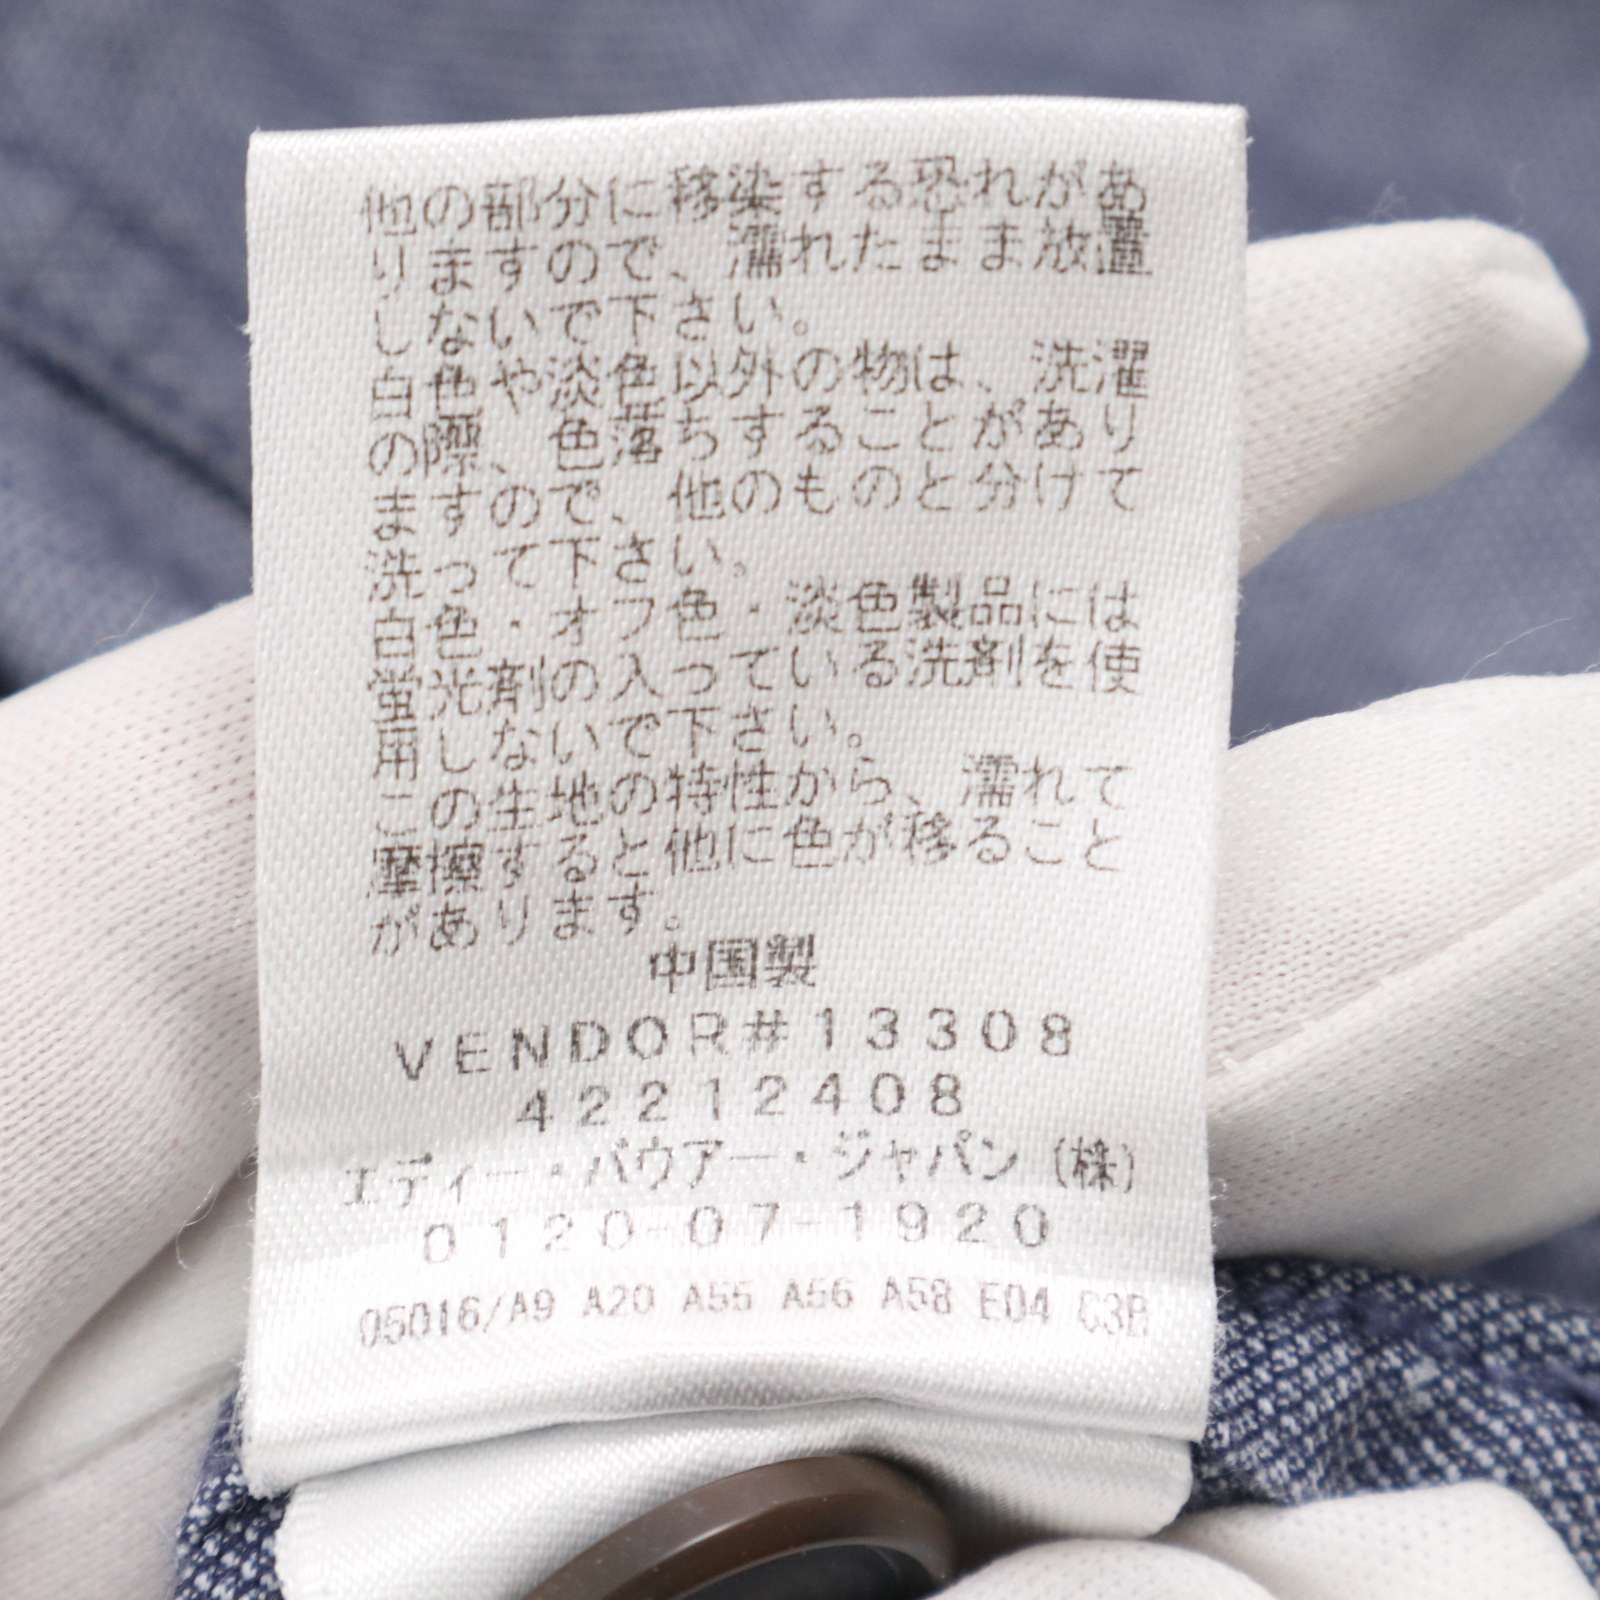 他の部分に移染する恐れがあ
りますので、濡れたまま放置
しないで下さい。
白色や淡色以外の物は、洗濯
の際、色落ちすることがあり
ますので、他のものと分けて
洗って下さい。
白色・オフ色・淡色製品には
蛍光剤の入っている洗剤を使
用しないで下さい。
この生地の特性から、濡れて
摩擦すると他に色が移ること
があります。
中国製
VENDOR#13308
42212408
エディー・バウアー・ジャパン(株)
0120-07-1920
05016/A9 A20 A55 A56 A58 E04 C3B